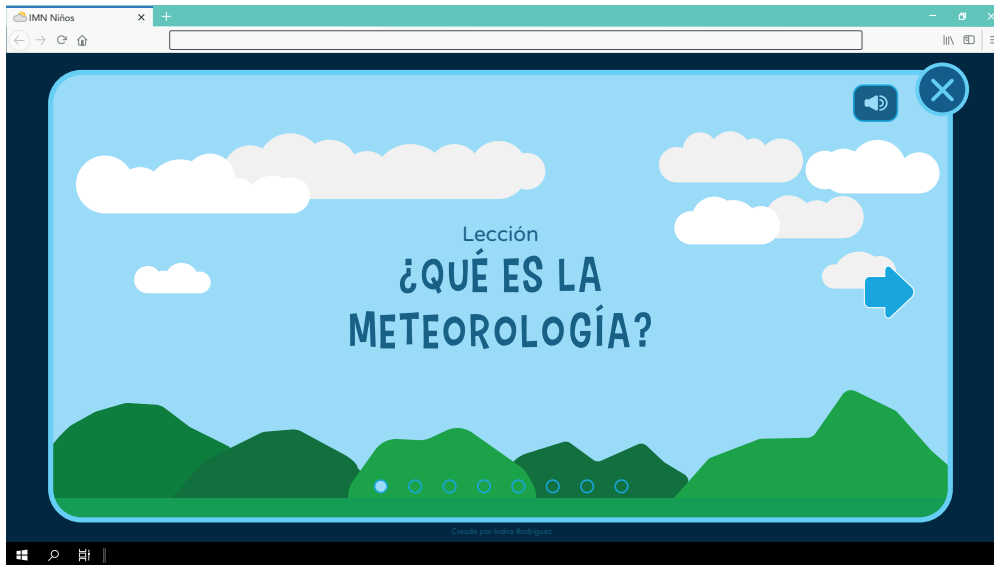 IMN Niños
Lección
¿QUÉ ES LA
METEOROLOGÍA?
Creado por Indira Rodríguez